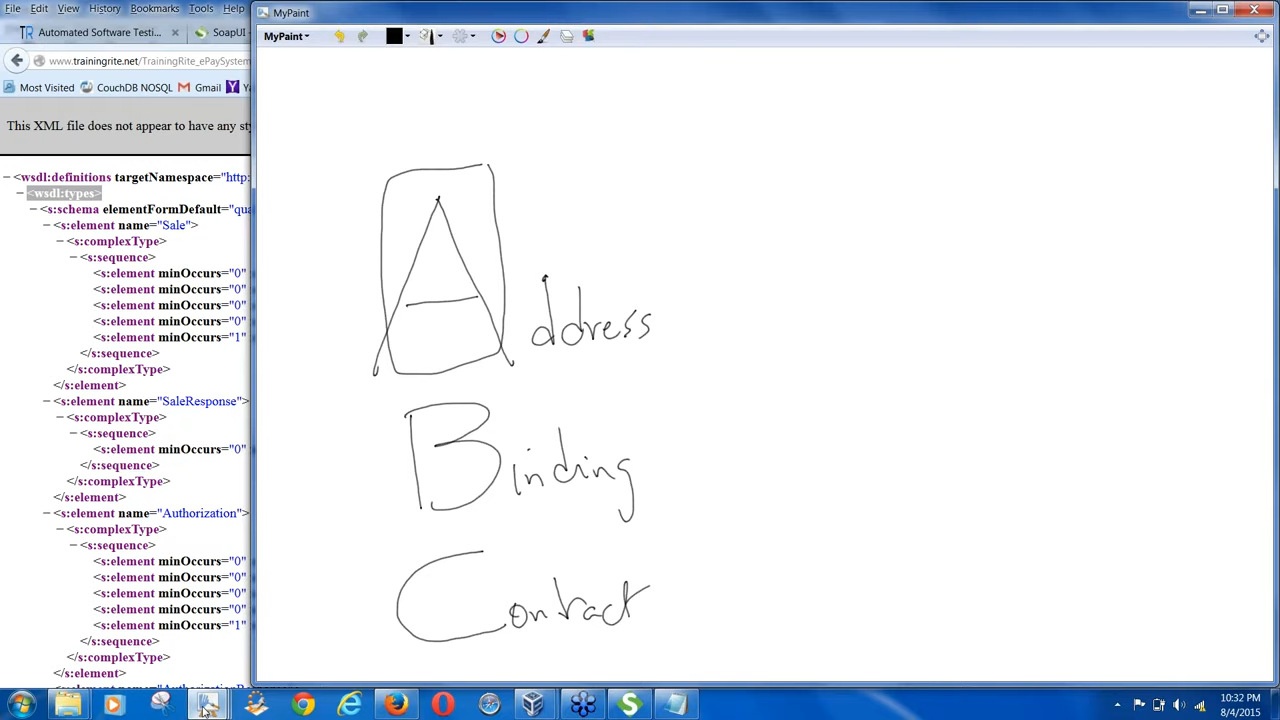 File Edit View History Bookmarks Tools Help
MyPaint
Automated Software Testi... × SoapUI -
MyPaint
www.trainingrite.net/TrainingRite_ePaySystem
Most Visited CouchDB NOSQL Gmail
This XML file does not appear to have any
<wsdl:definitions targetNamespace="http:
<wsdl:types>
<s:schema elementFormDefault="qua
<s:element name="Sale">
<s:complexType>
<s:sequence>
<s:element minOccurs="0"
<s:element minOccurs="0"
<s:element minOccurs="0"
<s:element minOccurs="0"
<s:element minOccurs="1"
</s:sequence>
</s:complexType>
</s:element>
<s:element name="SaleResponse">
<s:complexType>
<s:sequence>
<s:element minOccurs="0"
</s:sequence>
</s:complexType>
</s:element>
<s:element name="Authorization">
<s:complexType>
<s:sequence>
<s:element minOccurs="0"
<s:element minOccurs="0"
<s:element minOccurs="0"
<s:element minOccurs="0"
<s:element minOccurs="1"
</s:sequence>
</s:complexType>
</s:element>
Address
Binding
Contract
10:32 PM
8/4/2015